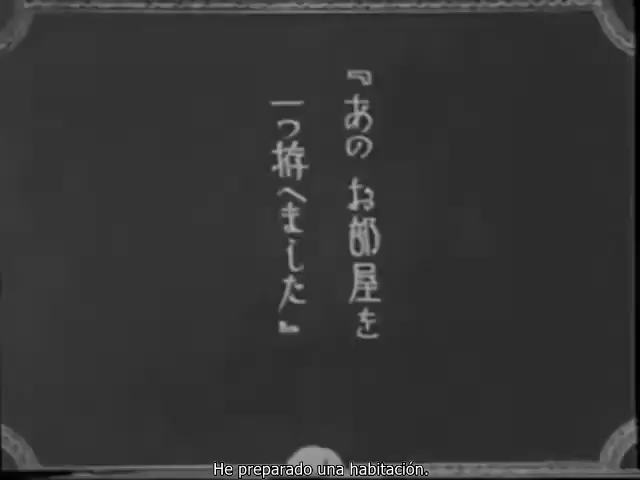 『あの お部屋を
一つ拵へました』
He preparado una habitación.